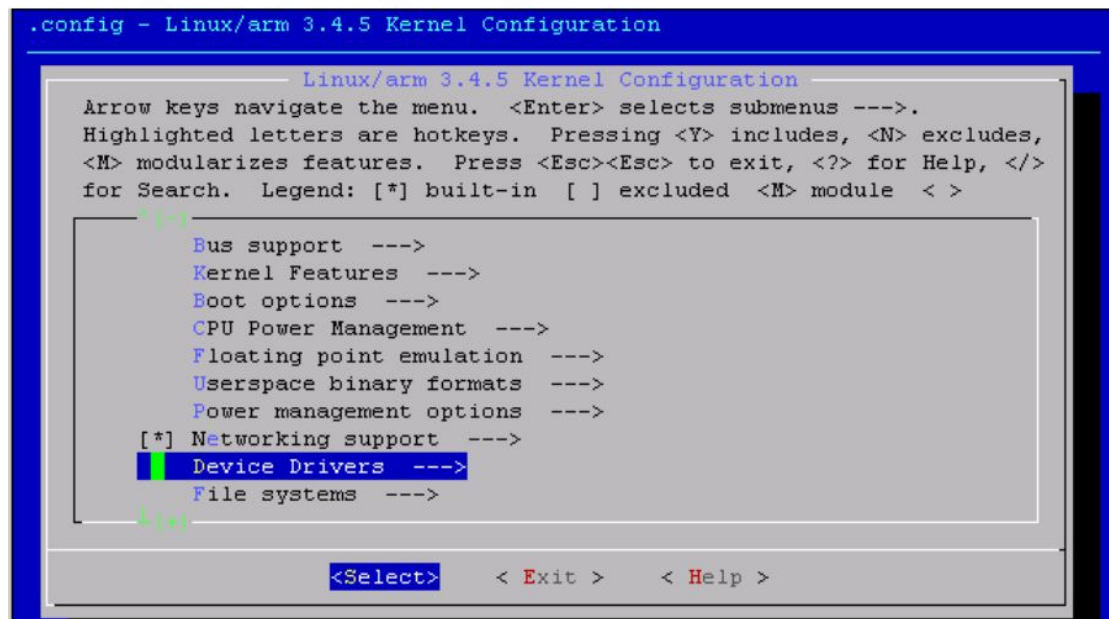 .config - Linux/arm 3.4.5 Kernel Configuration
Linux/arm 3.4.5 Kernel Configuration
Arrow keys navigate the menu.  <Enter> selects submenus --->.
Highlighted letters are hotkeys.  Pressing <Y> includes, <N> excludes,
<M> modularizes features.  Press <Esc><Esc> to exit, <?> for Help, </>
for Search.  Legend: [*] built-in  [ ] excluded  <M> module  < >
^(-)
Bus support  --->
Kernel Features  --->
Boot options  --->
CPU Power Management  --->
Floating point emulation  --->
Userspace binary formats  --->
Power management options  --->
[*] Networking support  --->
Device Drivers  --->
File systems  --->
<Select>    < Exit >    < Help >